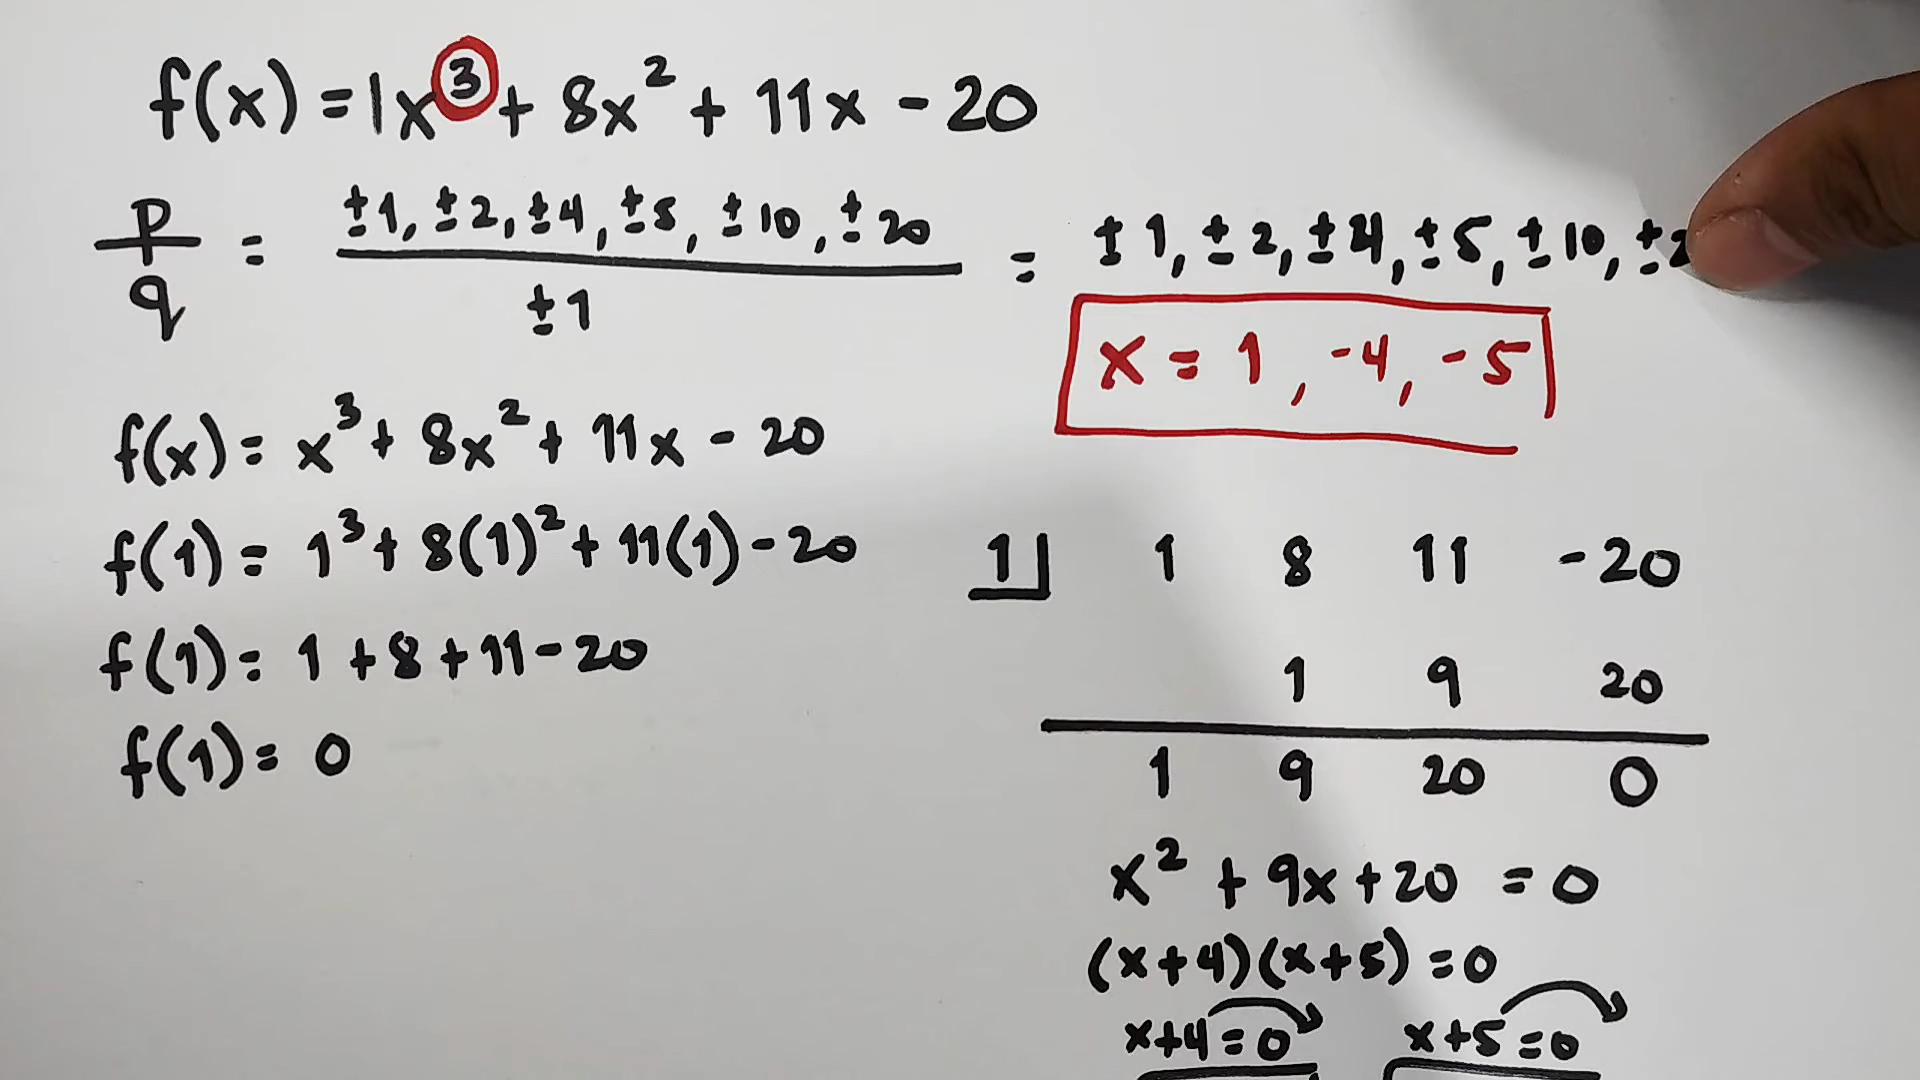 f(x) = 1x³ + 8x² + 11x - 20
p/q = ±1, ±2, ±4, ±5, ±10, ±20 / ±1 = ±1, ±2, ±4, ±5, ±10, ±2
x = 1, -4, -5
f(x) = x³ + 8x² + 11x - 20
f(1) = 1³ + 8(1)² + 11(1) - 20
f(1) = 1 + 8 + 11 - 20
f(1) = 0
1 1 8 11 -20
1 9 20
1 9 20 0
x² + 9x + 20 = 0
(x+4)(x+5) = 0
x+4=0 x+5=0